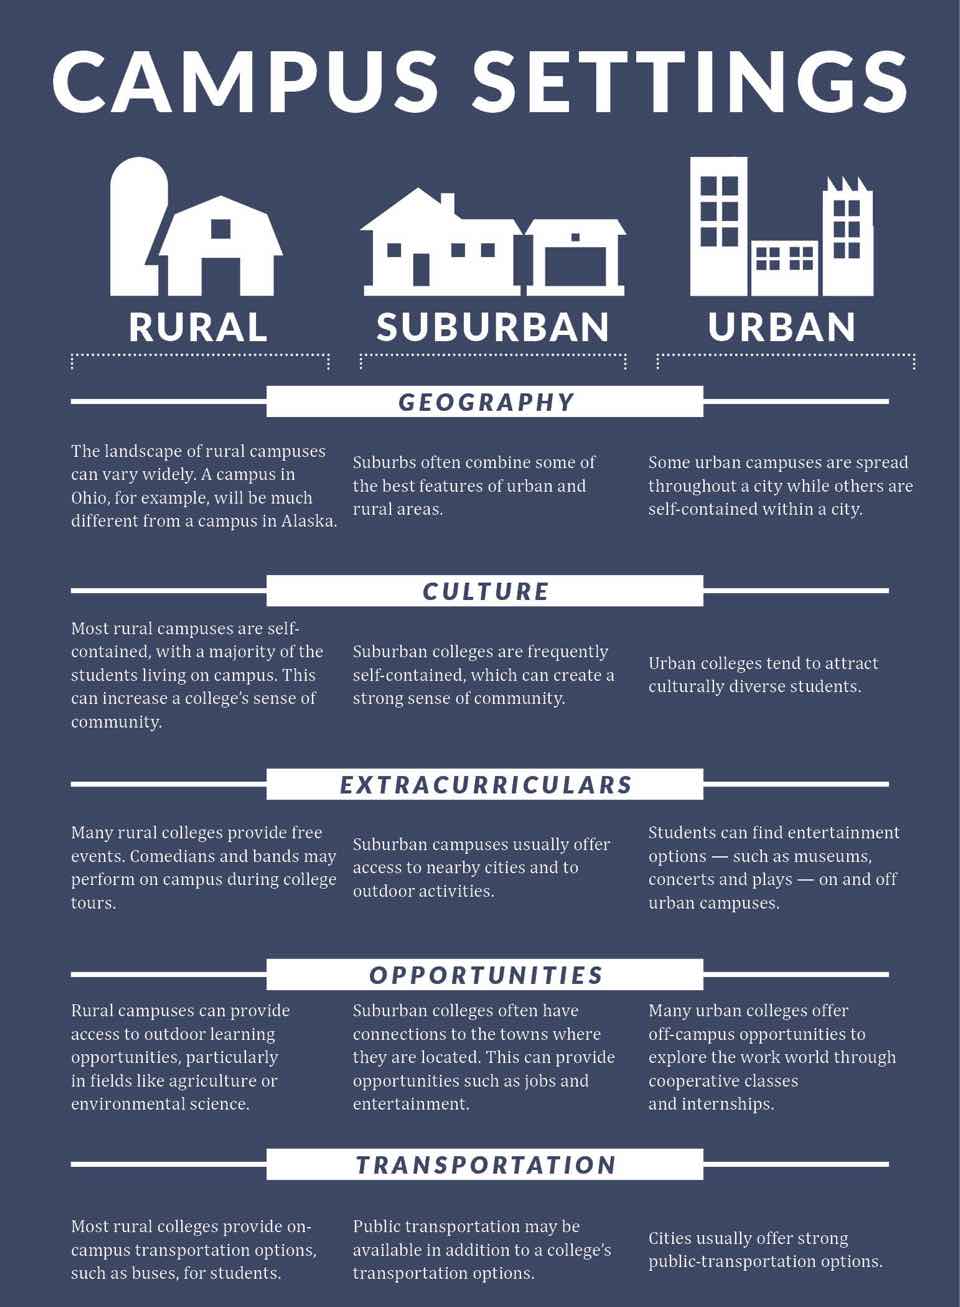 CAMPUS SETTINGS
RURAL
SUBURBAN
URBAN
GEOGRAPHY
The landscape of rural campuses
can vary widely. A campus in
Ohio, for example, will be much
different from a campus in Alaska.
Suburbs often combine some of
the best features of urban and
rural areas.
Some urban campuses are spread
throughout a city while others are
self-contained within a city.
CULTURE
Most rural campuses are self-
contained, with a majority of the
students living on campus. This
can increase a college's sense of
community.
Suburban colleges are frequently
self-contained, which can create a
strong sense of community.
Urban colleges tend to attract
culturally diverse students.
EXTRACURRICULARS
Many rural colleges provide free
events. Comedians and bands may
perform on campus during college
tours.
Suburban campuses usually offer
access to nearby cities and to
outdoor activities.
Students can find entertainment
options — such as museums,
concerts and plays — on and off
urban campuses.
OPPORTUNITIES
Rural campuses can provide
access to outdoor learning
opportunities, particularly
in fields like agriculture or
environmental science.
Suburban colleges often have
connections to the towns where
they are located. This can provide
opportunities such as jobs and
entertainment.
Many urban colleges offer
off-campus opportunities to
explore the work world through
cooperative classes
and internships.
TRANSPORTATION
Most rural colleges provide on-
campus transportation options,
such as buses, for students.
Public transportation may be
available in addition to a college's
transportation options.
Cities usually offer strong
public-transportation options.